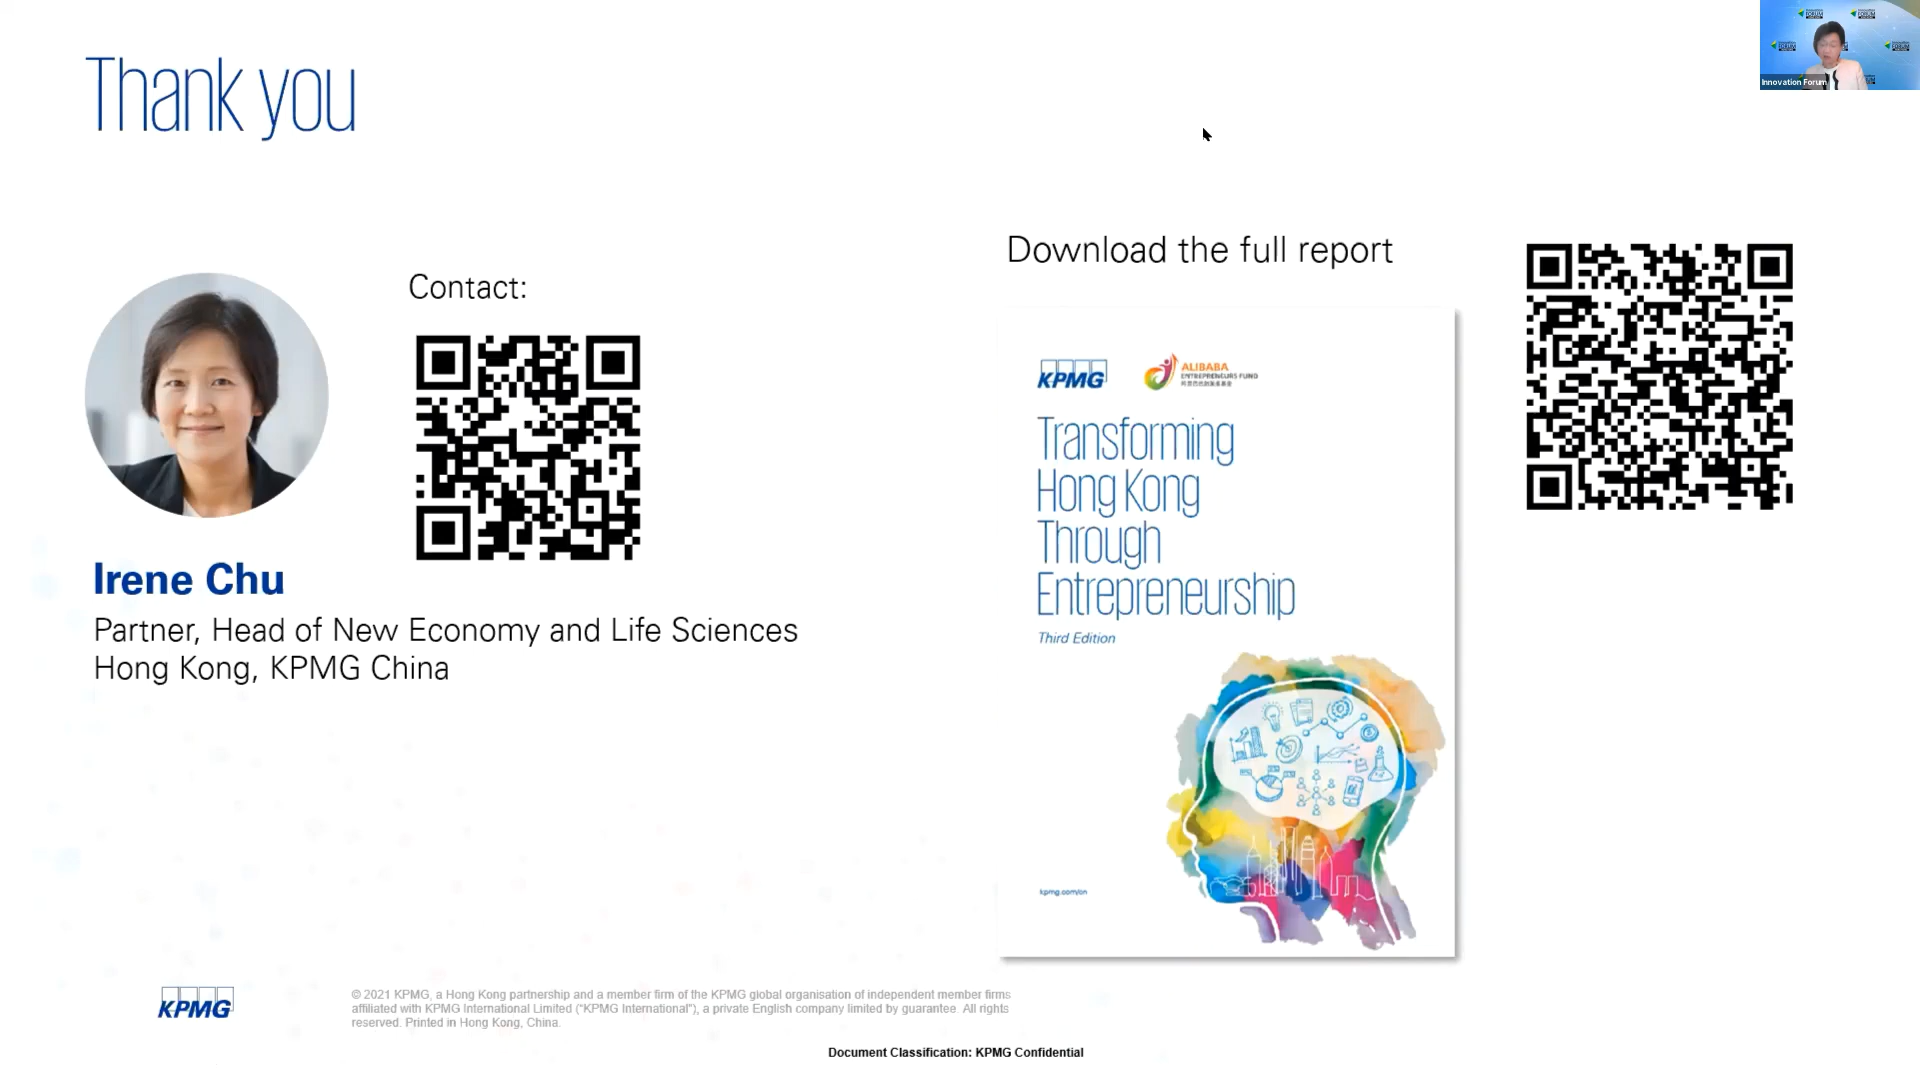 Thank you
Innovation Forum
Contact:
Irene Chu
Partner, Head of New Economy and Life Sciences
Hong Kong, KPMG China
Download the full report
KPMG
ALIBABA
ENTREPRENEURS FUND
Transforming
Hong Kong
Through
Entrepreneurship
Third Edition
kpmg.com/cn
KPMG
© 2021 KPMG, a Hong Kong partnership and a member firm of the KPMG global organisation of independent member firms
affiliated with KPMG International Limited ("KPMG International"), a private English company limited by guarantee. All rights
reserved. Printed in Hong Kong, China.
Document Classification: KPMG Confidential